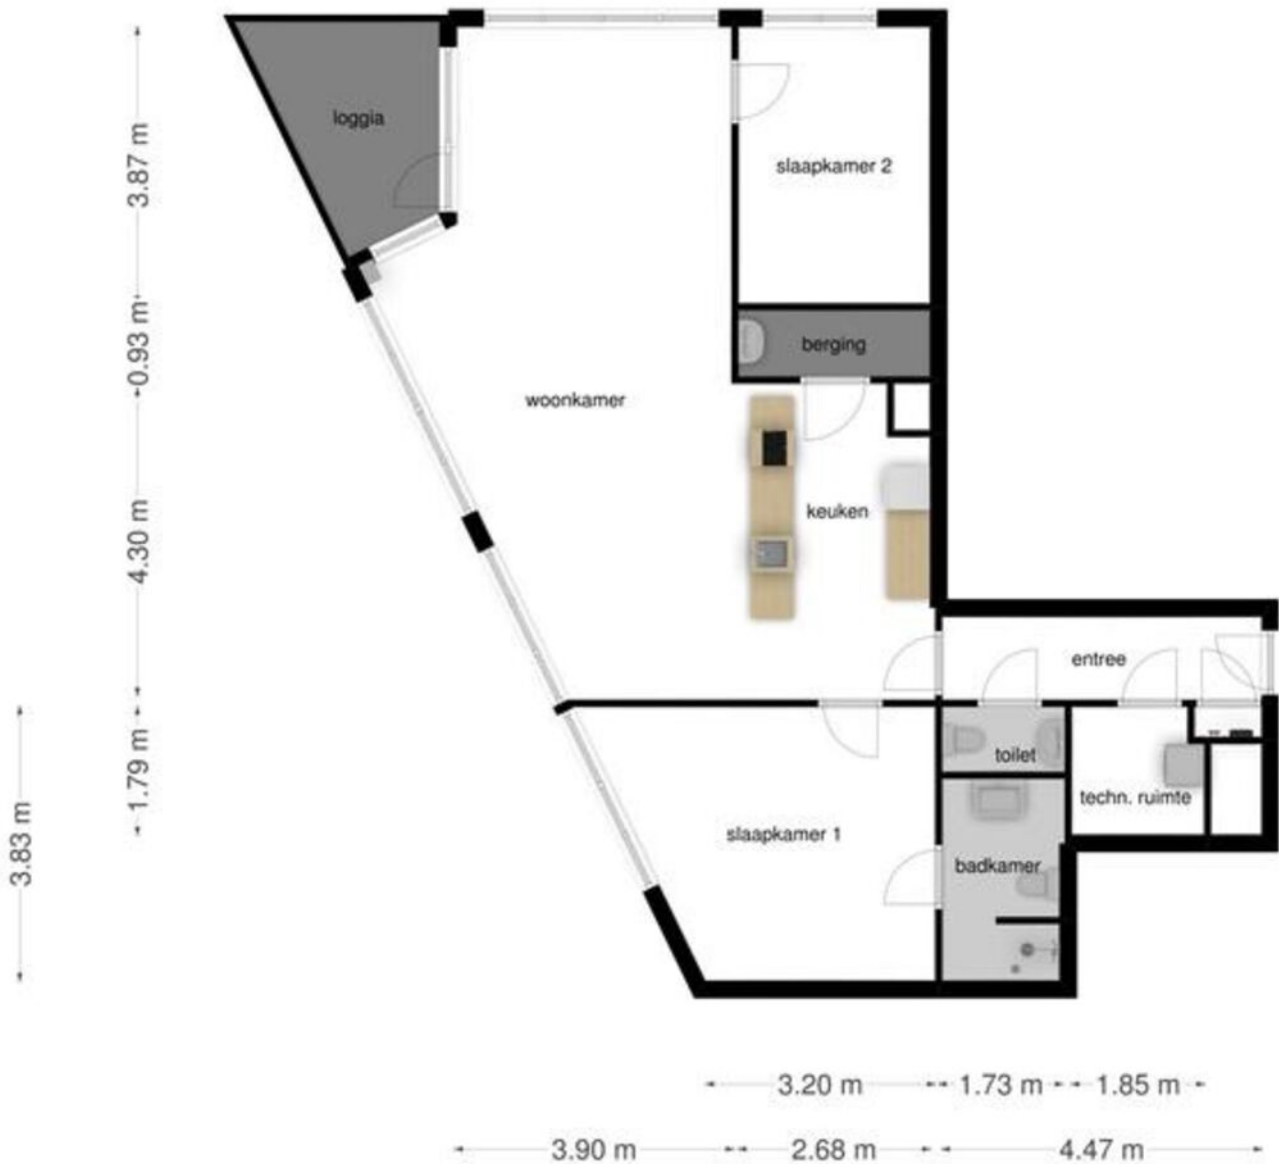 loggia
slaapkamer 2
berging
woonkamer
keuken
entree
toilet
techn. ruimte
slaapkamer 1
badkamer
3.87 m
0.93 m
4.30 m
1.79 m
3.83 m
3.20 m
1.73 m
1.85 m
3.90 m
2.68 m
4.47 m